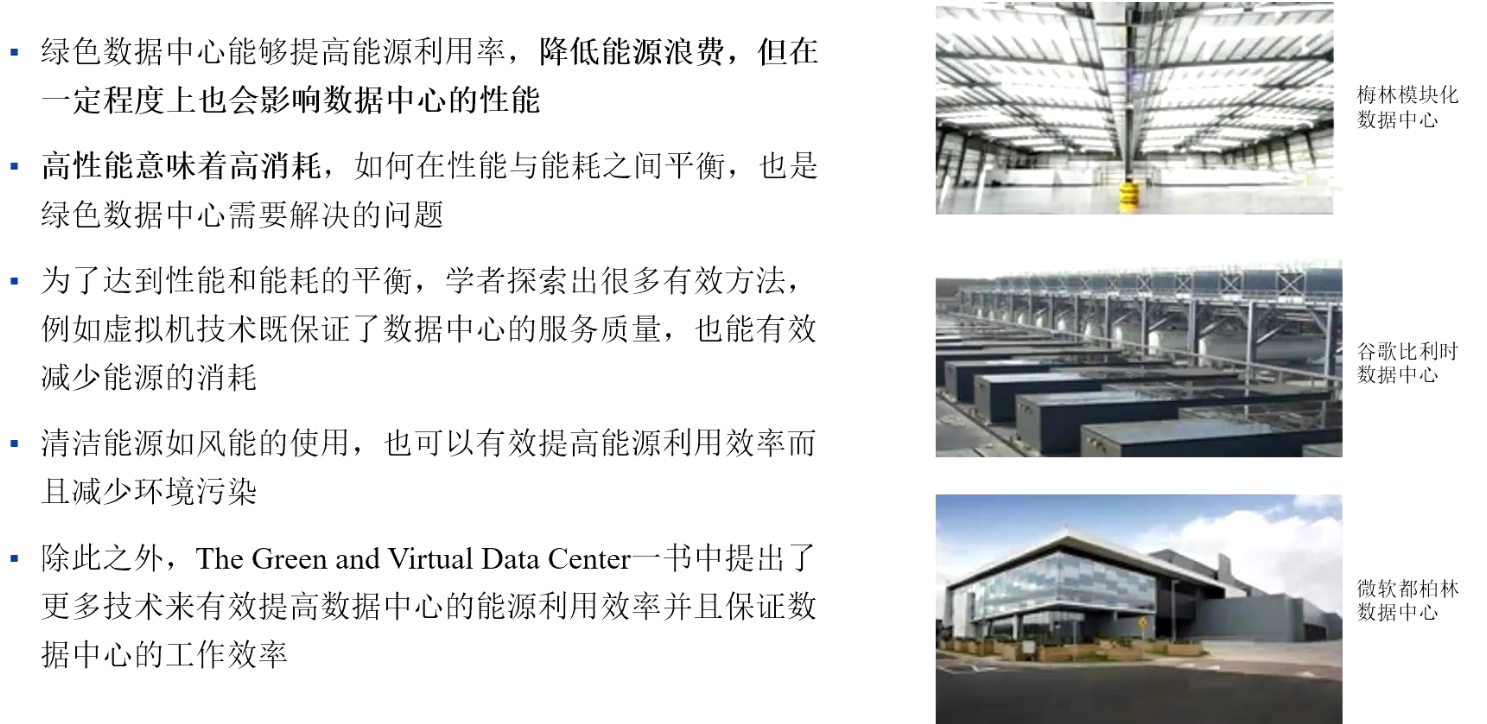 绿色数据中心能够提高能源利用率，降低能源浪费，但在
一定程度上也会影响数据中心的性能
高性能意味着高消耗，如何在性能与能耗之间平衡，也是
绿色数据中心需要解决的问题
为了达到性能和能耗的平衡，学者探索出很多有效方法，
例如虚拟机技术既保证了数据中心的服务质量，也能有效
减少能源的消耗
清洁能源如风能的使用，也可以有效提高能源利用效率而
且减少环境污染
除此之外，The Green and Virtual Data Center一书中提出了
更多技术来有效提高数据中心的能源利用效率并且保证数
据中心的工作效率
梅林模块化
数据中心
谷歌比利时
数据中心
微软都柏林
数据中心